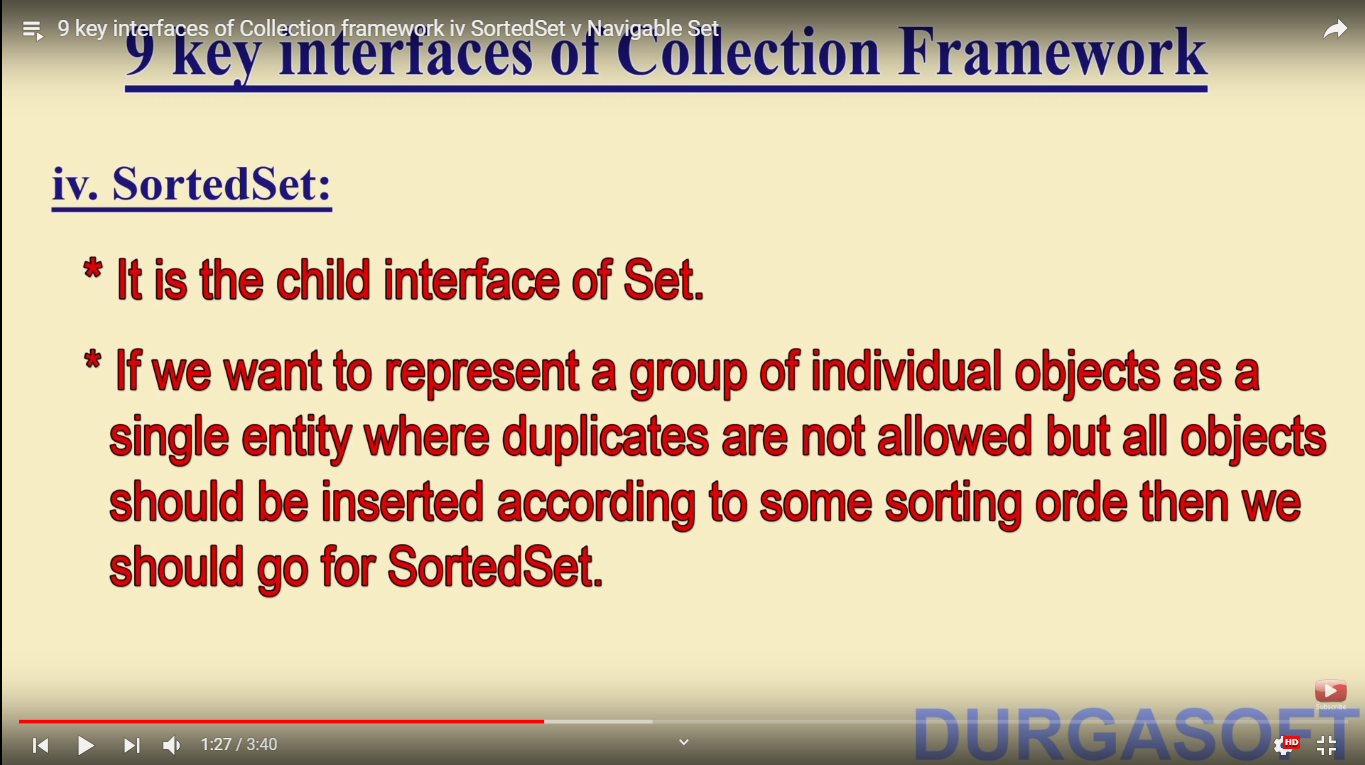 9 key interfaces of Collection framework iv SortedSet v Navigable Set
9 key interfaces of Collection Framework
iv. SortedSet:
* It is the child interface of Set.
* If we want to represent a group of individual objects as a
single entity where duplicates are not allowed but all objects
should be inserted according to some sorting orde then we
should go for SortedSet.
Subscribe
DURGASOFT
1:27 / 3:40
HD